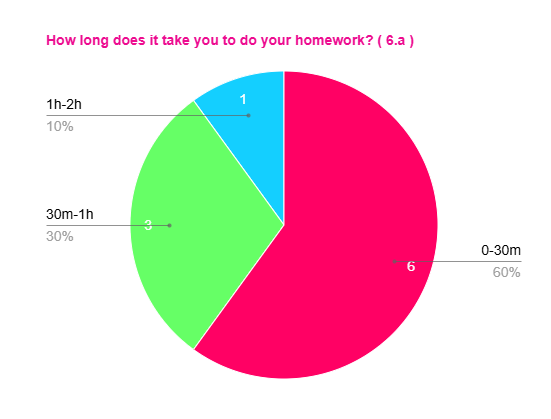 How long does it take you to do your homework? ( 6.a )
1h-2h
10%
1
30m-1h
30%
3
0-30m
60%
6